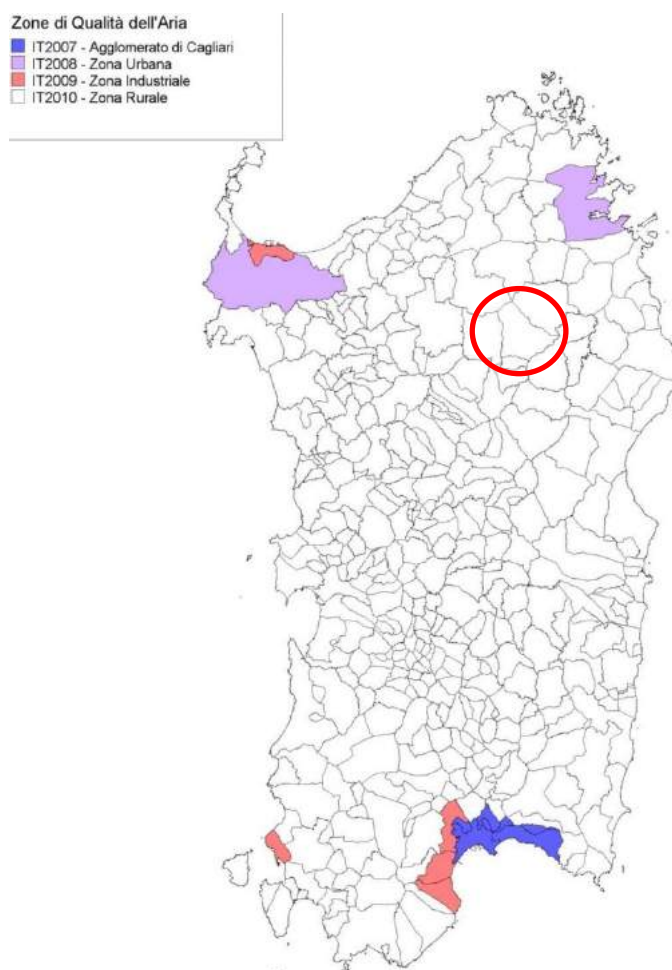 Zone di Qualità dell'Aria
IT2007 - Agglomerato di Cagliari
IT2008 - Zona Urbana
IT2009 - Zona Industriale
IT2010 - Zona Rurale